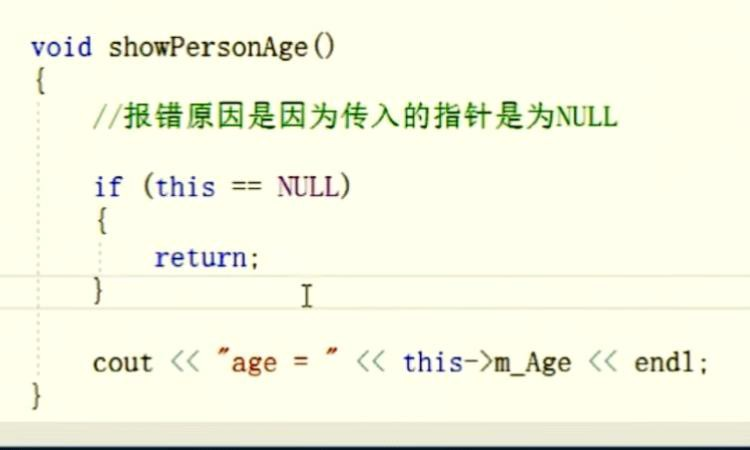 void showPersonAge()
{
//报错原因是因为传入的指针是为NULL
if (this == NULL)
{
return;
}
cout << "age = " << this->m_Age << endl;
}